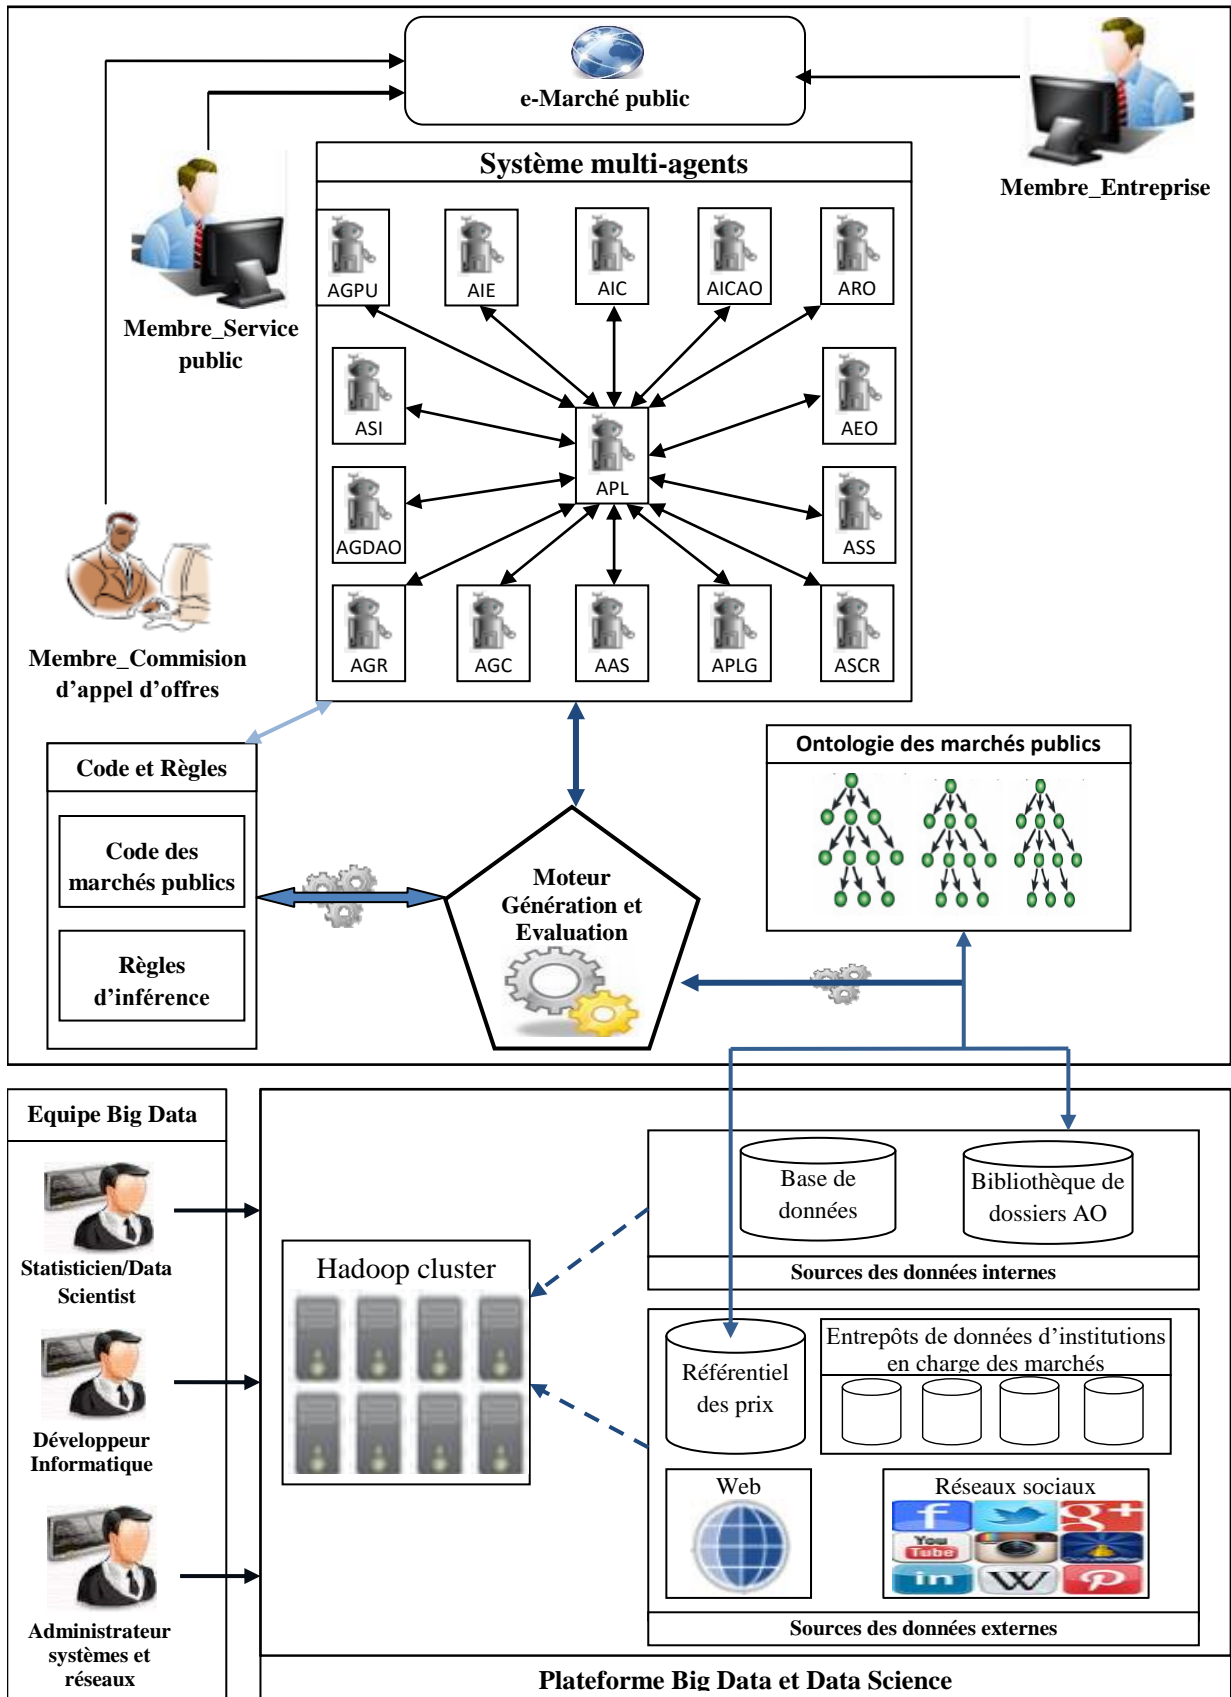 e-Marché public
Système multi-agents
Membre_Entreprise
Membre_Service
public
AGPU
AIE
AIC
AICAO
ARO
ASI
AEO
APL
AGDAO
ASS
AGR
AGC
AAS
APLG
ASCR
Membre_Commision
d’appel d’offres
Code et Règles
Code des
marchés publics
Règles
d’inférence
Moteur
Génération et
Evaluation
Ontologie des marchés publics
Equipe Big Data
Statisticien/Data
Scientist
Développeur
Informatique
Administrateur
systèmes et
réseaux
Hadoop cluster
Base de
données
Bibliothèque de
dossiers AO
Sources des données internes
Référentiel
des prix
Entrepôts de données d’institutions
en charge des marchés
Web
Réseaux sociaux
f
g+
You
Tube
in
W
P
Sources des données externes
Plateforme Big Data et Data Science